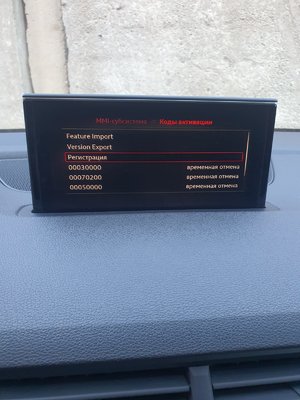 MMI-субсистема Коды активации
Feature Import
Version Export
Регистрация
00030000 временная отмена
00070200 временная отмена
00050000 временная отмена